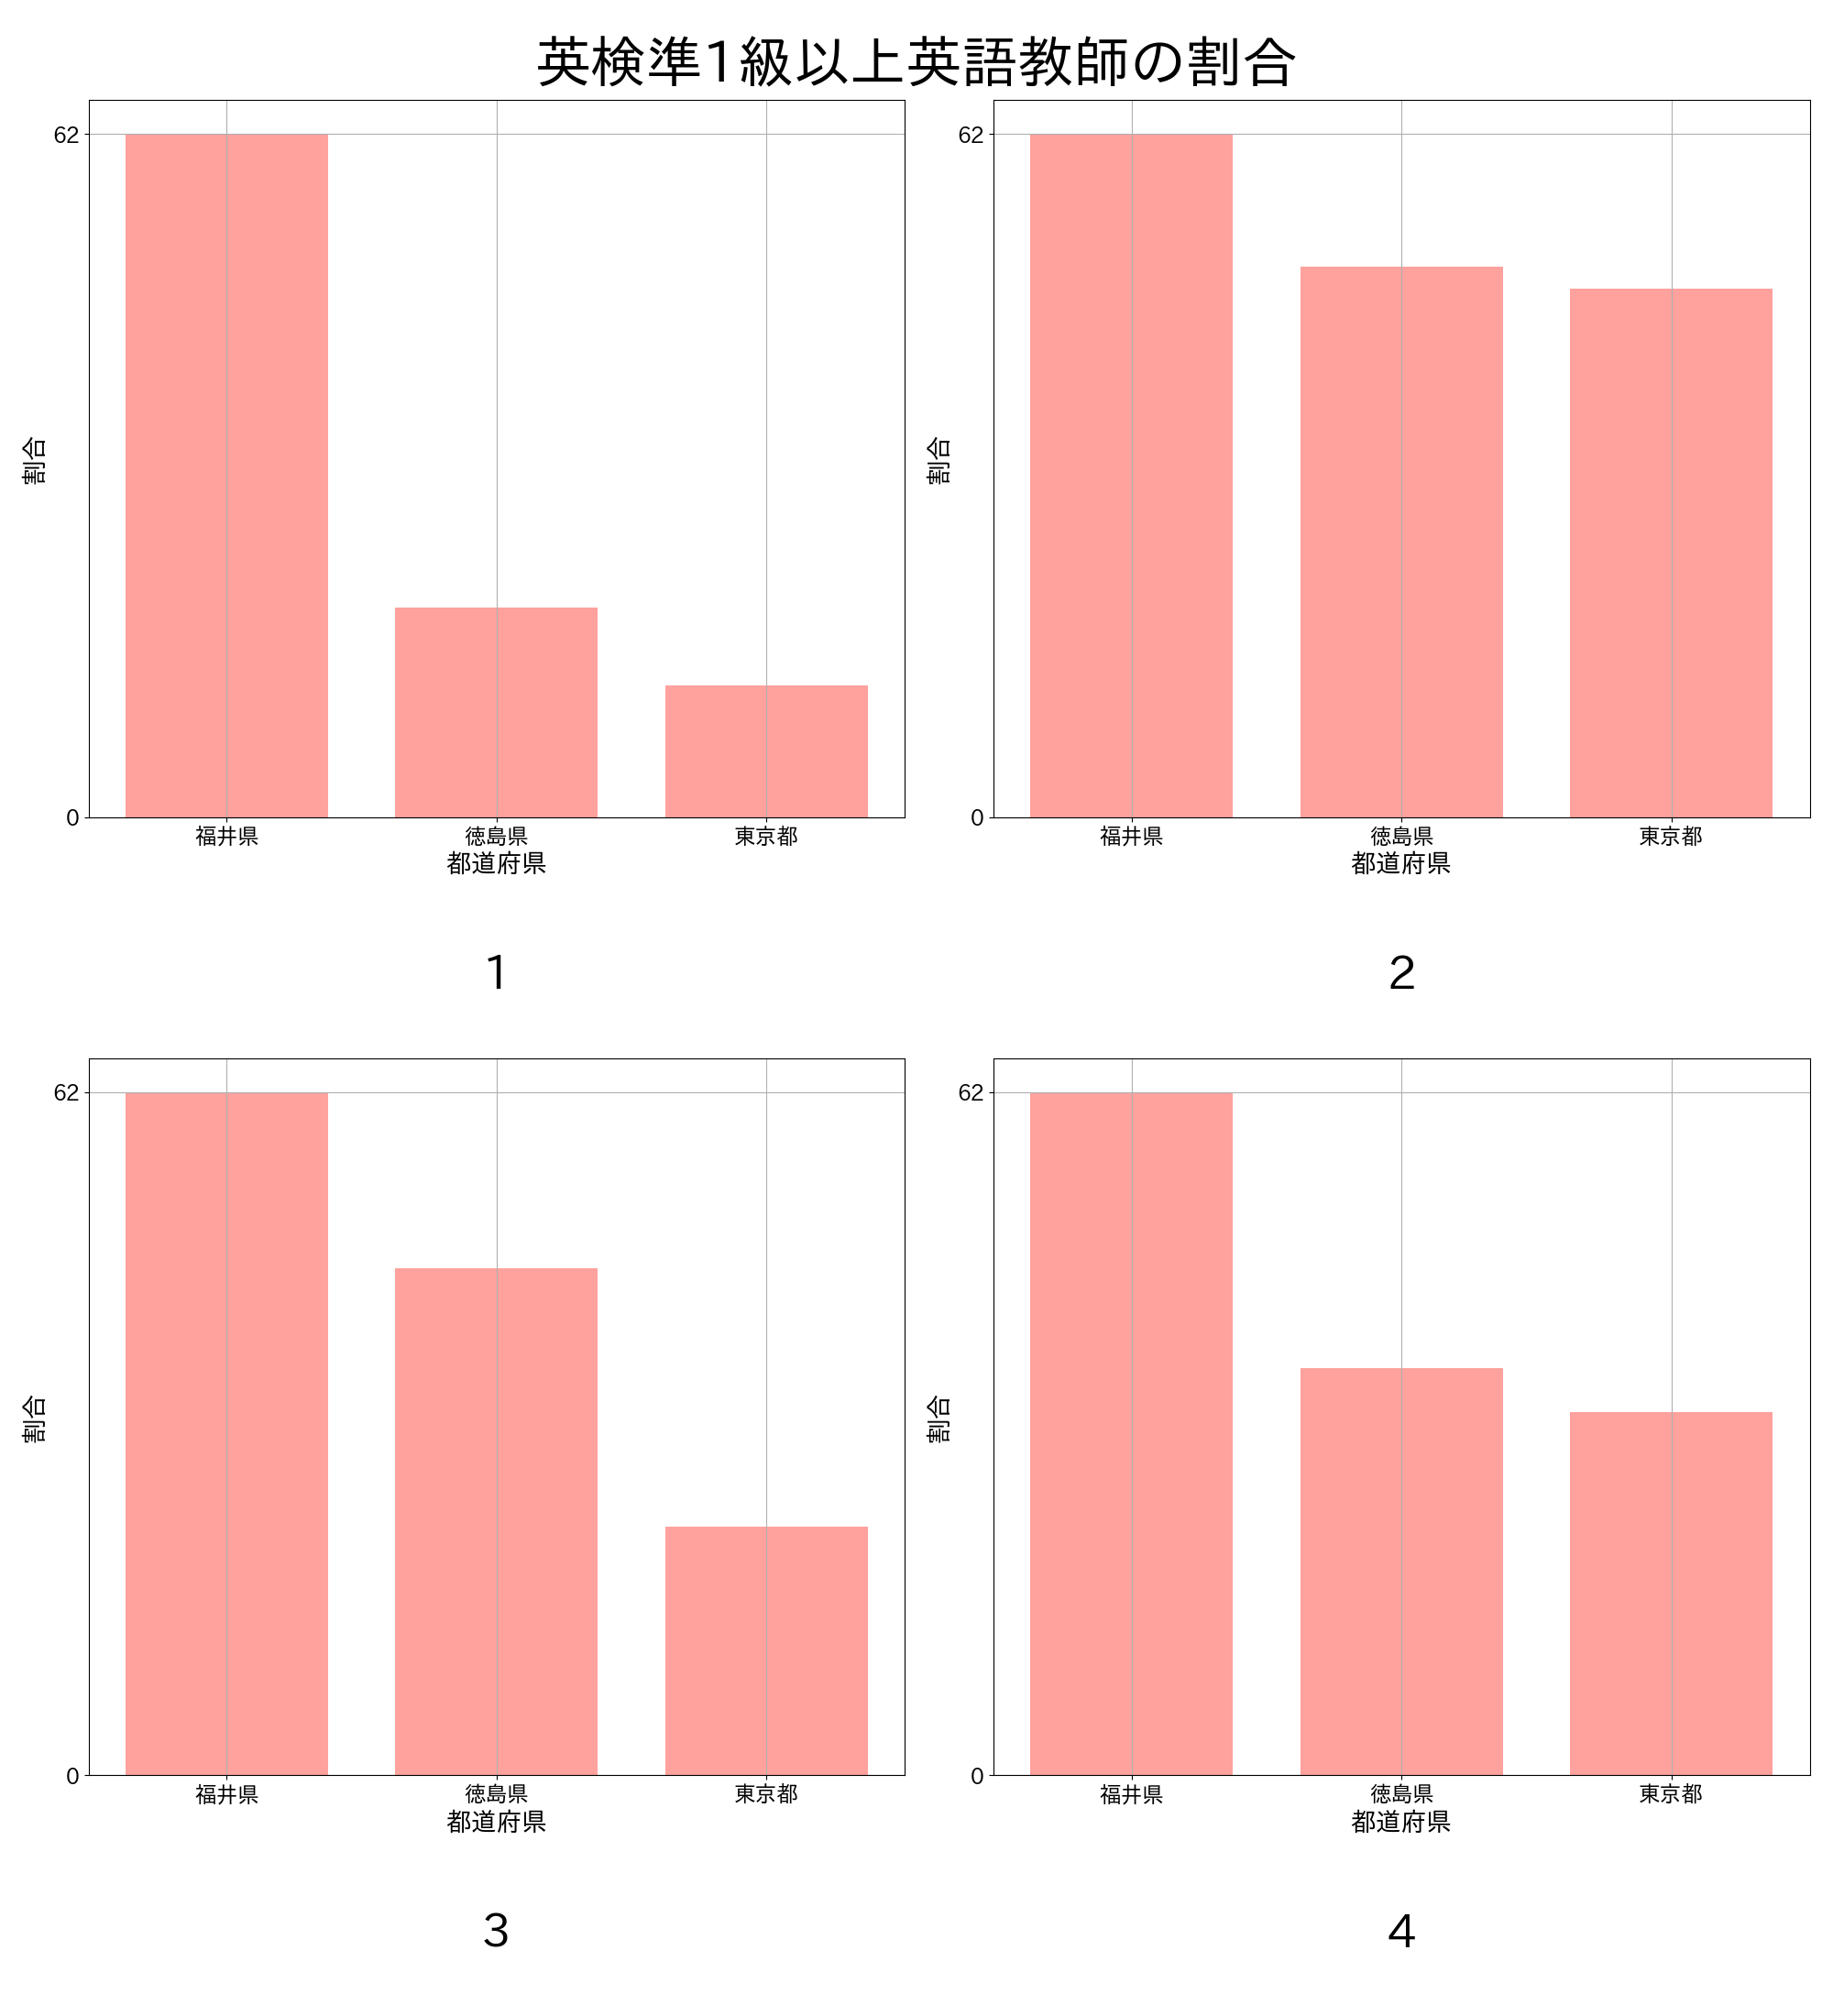 英検準1級以上英語教師の割合
62
割合
0
福井県 徳島県 東京都
都道府県
1
62
割合
0
福井県 徳島県 東京都
都道府県
2
62
割合
0
福井県 徳島県 東京都
都道府県
3
62
割合
0
福井県 徳島県 東京都
都道府県
4